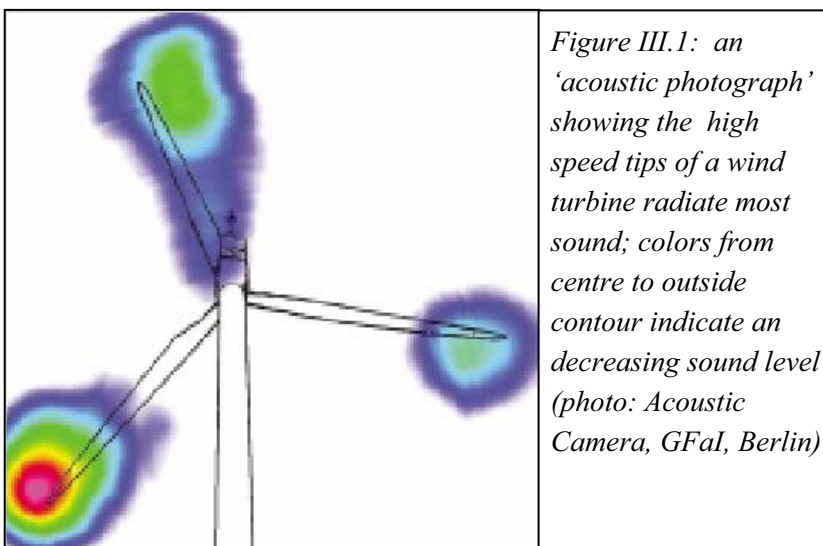 Figure III.1: an
‘acoustic photograph’
showing the high
speed tips of a wind
turbine radiate most
sound; colors from
centre to outside
contour indicate an
decreasing sound level
(photo: Acoustic
Camera, GFaI, Berlin)